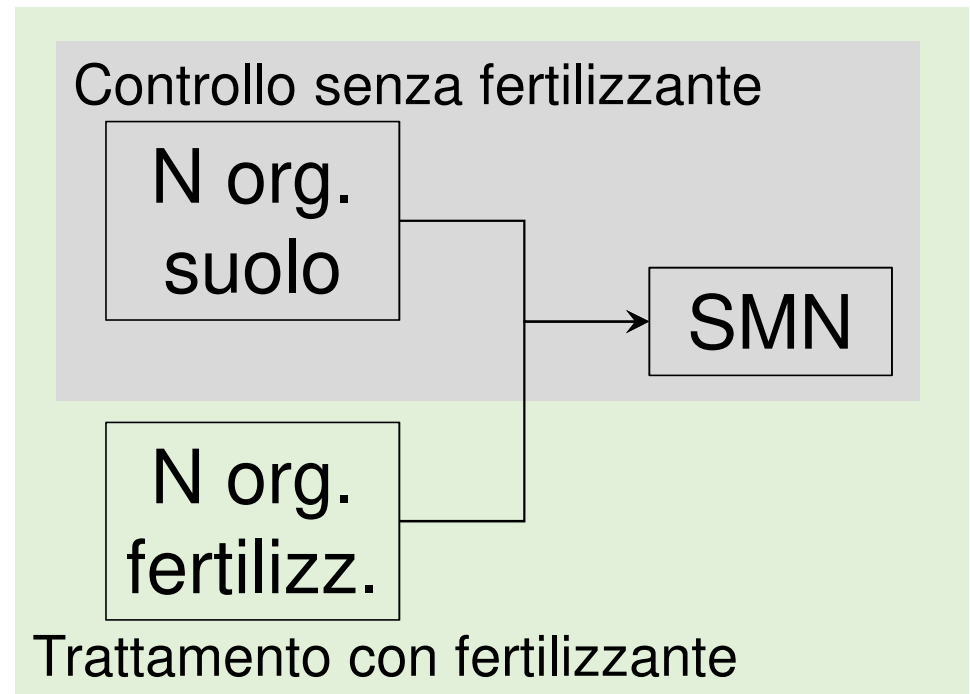 Controllo senza fertilizzante
N org.
suolo
SMN
N org.
fertilizz.
Trattamento con fertilizzante